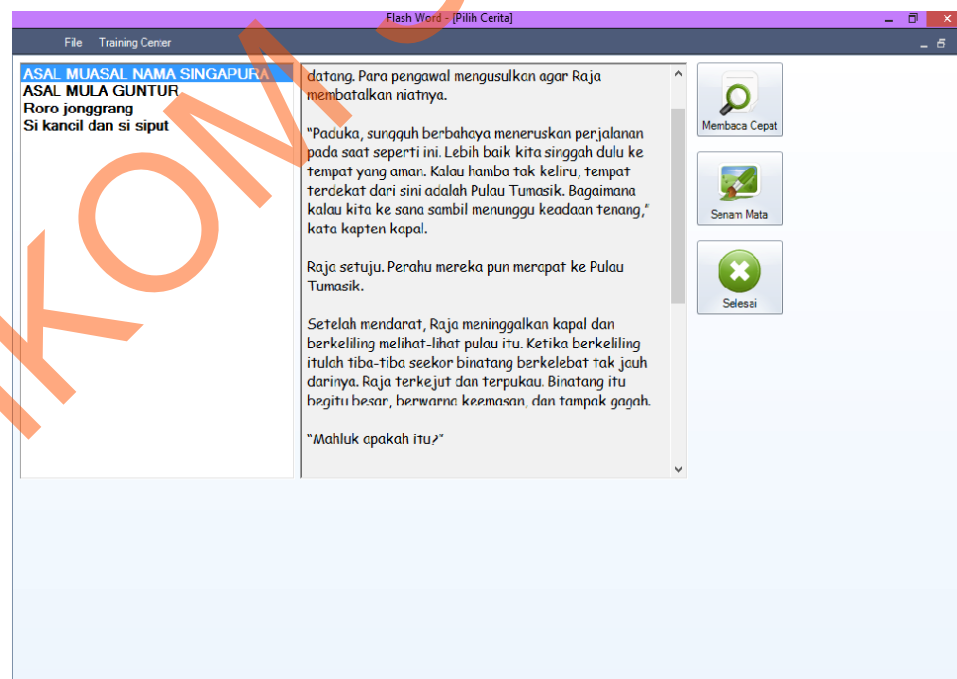 Flash Word - [Pilih Cerita]
File Training Center
ASAL MUASAL NAMA SINGAPURA
ASAL MULA GUNTUR
Roro jonggrang
Si kancil dan si siput
datang. Para pengawal mengusulkan agar Raja
membatalkan niatnya.
"Paduka, sungguh berbahaya meneruskan perjalanan
pada saat seperti ini. Lebih baik kita singgah dulu ke
tempat yang aman. Kalau hamba tak keliru, tempat
terdekat dari sini adalah Pulau Tumasik. Bagaimana
kalau kita ke sana sambil menunggu keadaan tenang,"
kata kapten kapal.
Raja setuju. Perahu mereka pun merapat ke Pulau
Tumasik.
Setelah mendarat, Raja meninggalkan kapal dan
berkeliling melihat-lihat pulau itu. Ketika berkeliling
itulah tiba-tiba seekor binatang berkelebat tak jauh
darinya. Raja terkejut dan terpukau. Binatang itu
begitu besar, berwarna keemasan, dan tampak gagah.
"Mahluk apakah itu?"
Membaca Cepat
Senam Mata
Selesai
IKOM